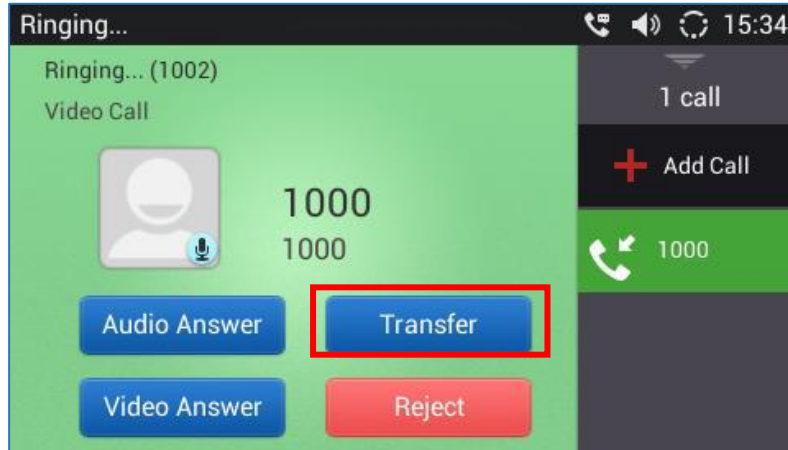 Ringing... 15:34
Ringing... (1002)
Video Call
1000
1000
Audio Answer Transfer
Video Answer Reject
1 call
Add Call
1000